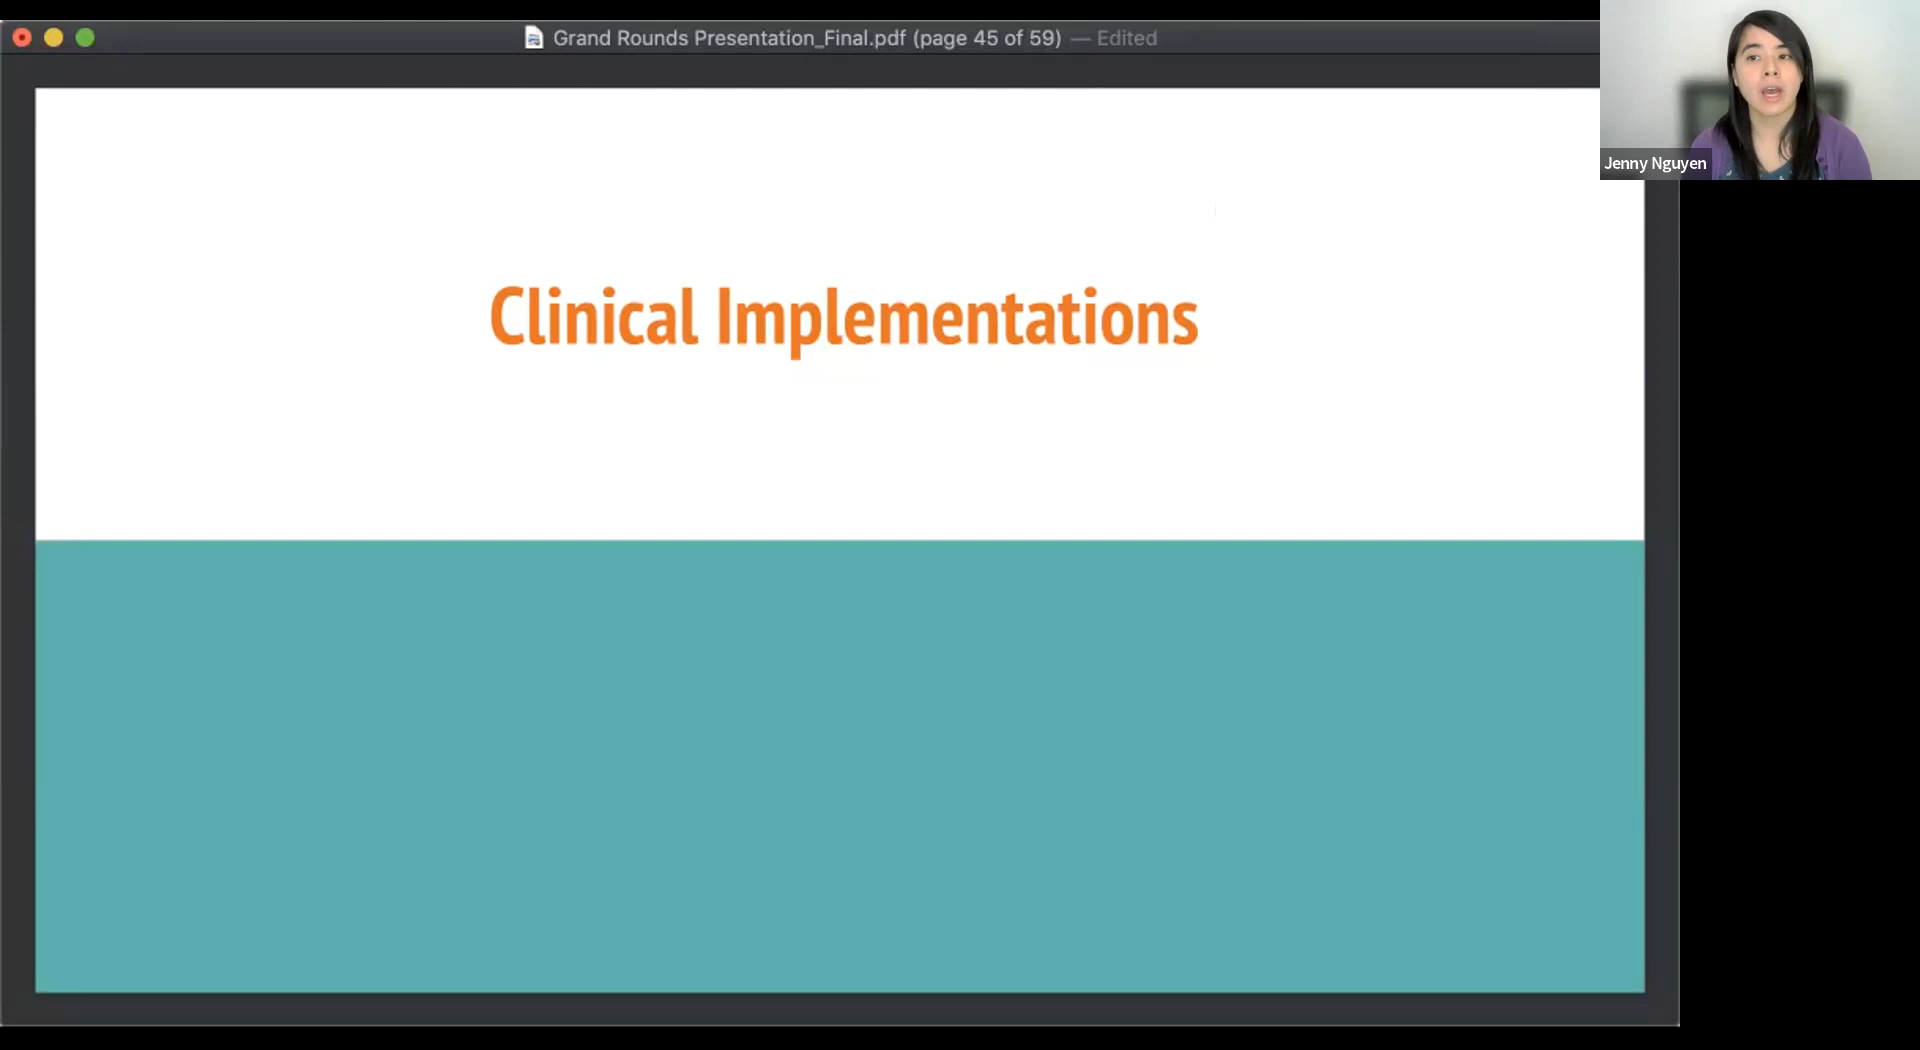 Grand Rounds Presentation_Final.pdf (page 45 of 59) — Edited
Jenny Nguyen
Clinical Implementations